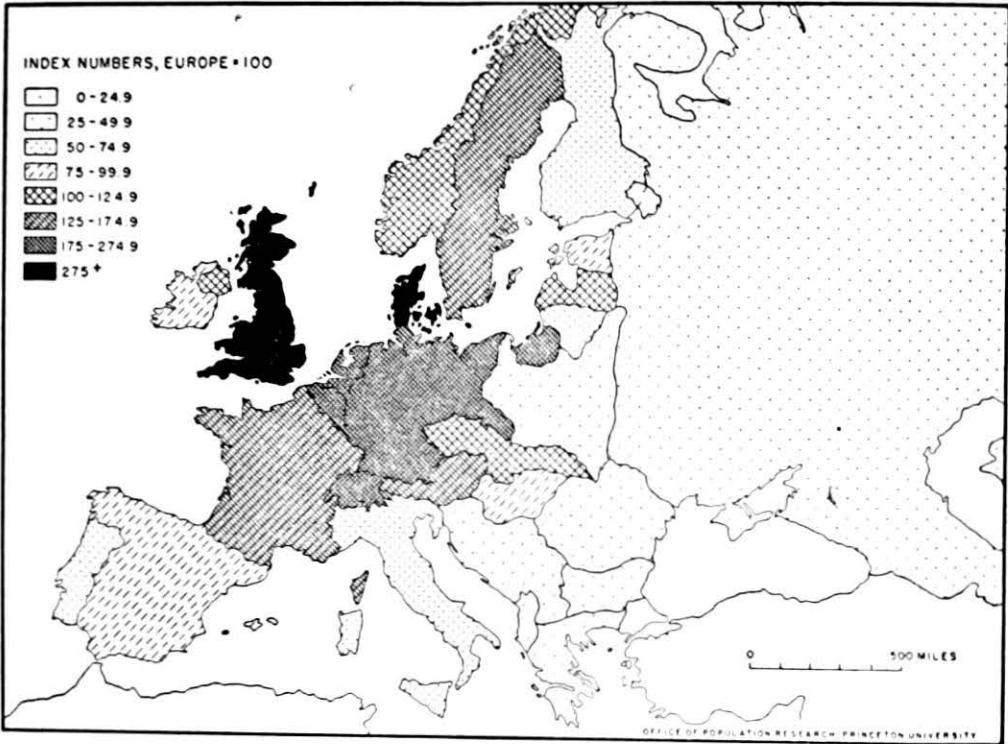 INDEX NUMBERS, EUROPE = 100
0-24.9
25-49.9
50-74.9
75-99.9
100-124.9
125-174.9
175-274.9
275+
0 500 MILES
OFFICE OF POPULATION RESEARCH PRINCETON UNIVERSITY